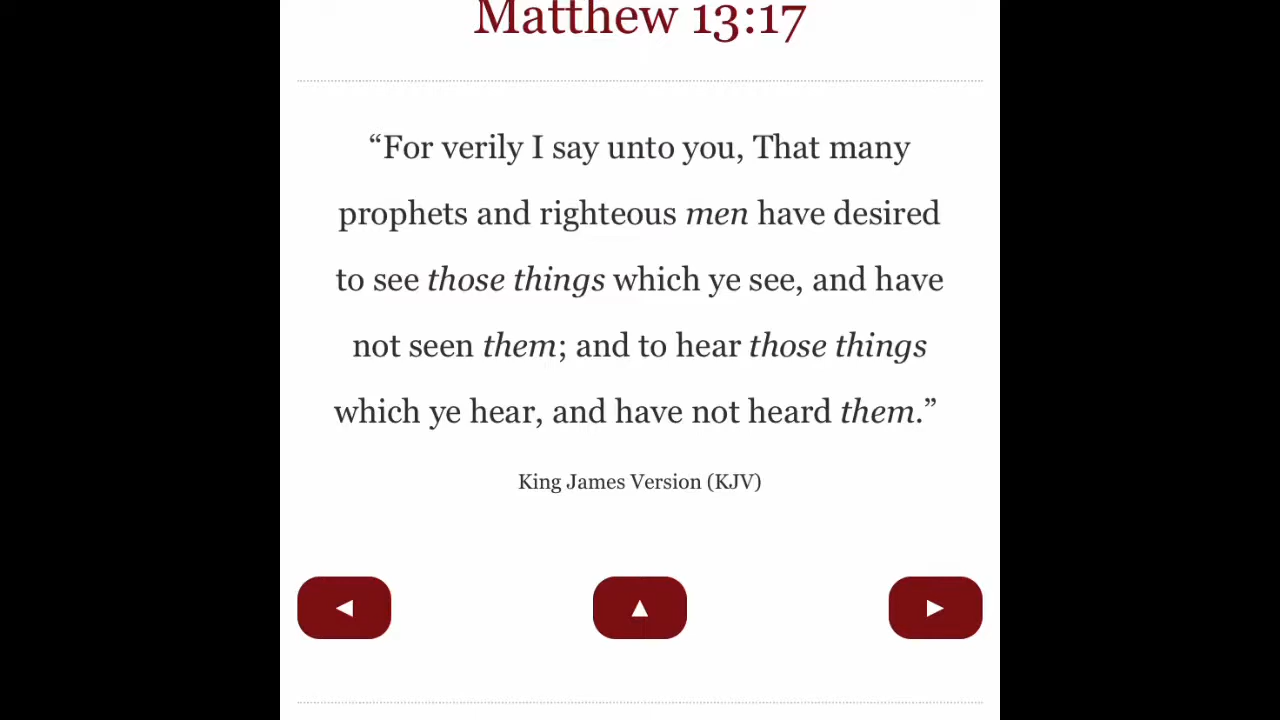 Matthew 13:17
“For verily I say unto you, That many
prophets and righteous men have desired
to see those things which ye see, and have
not seen them; and to hear those things
which ye hear, and have not heard them.”
King James Version (KJV)